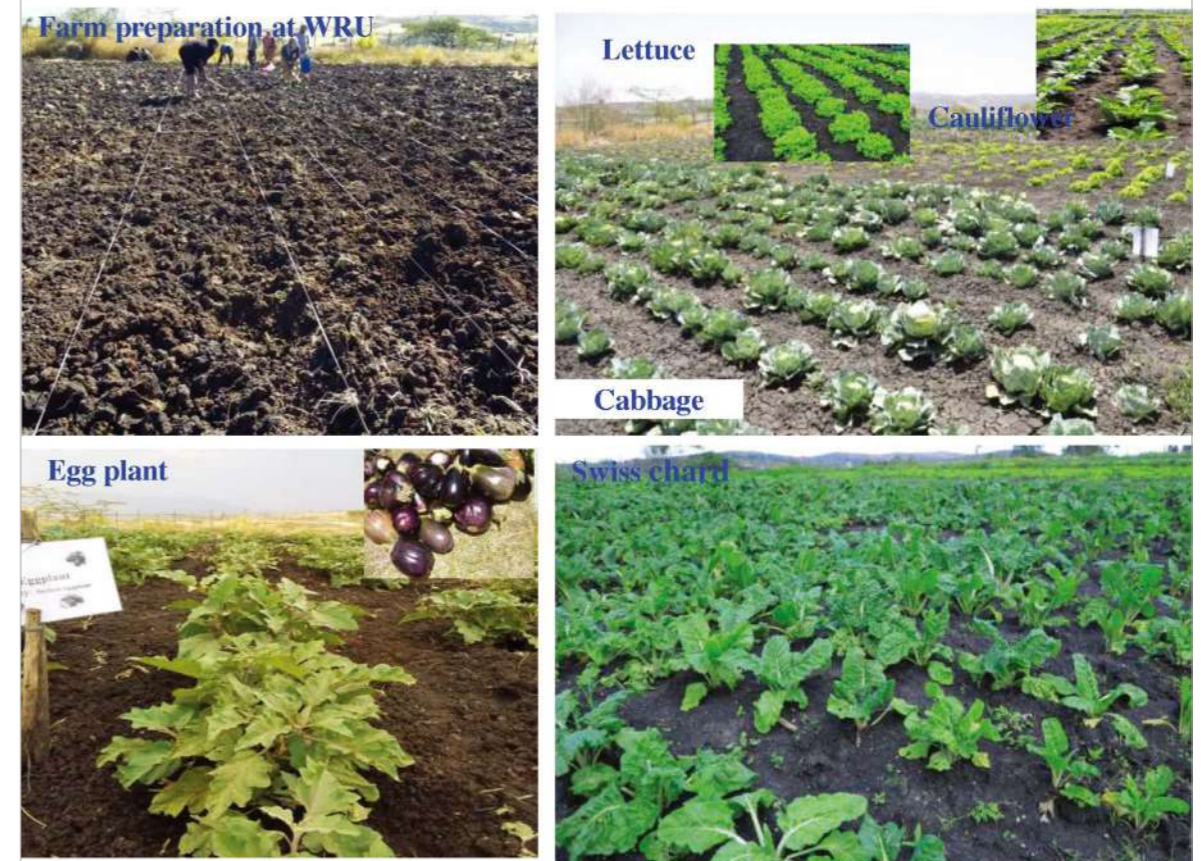 Farm preparation at WRU
Lettuce
Cauliflower
Cabbage
Egg plant
Eggplant
Swiss chard